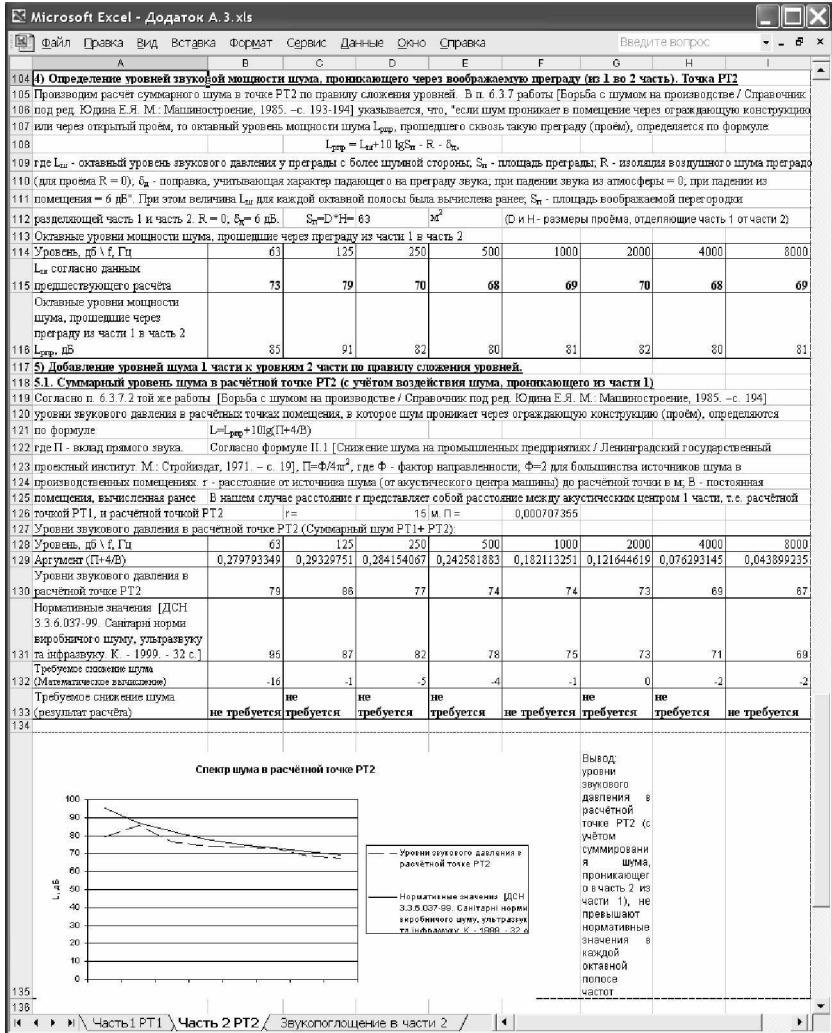 Microsoft Excel - Додаток А.3.xls
Файл Правка Вид Вставка Формат Сервис Данные Окно Справка Введите вопрос
A B C D E F G H I
104 4) Определение уровней звуковой мощности шума, проникающего через воображаемую преграду (из 1 во 2 часть). Точка РТ2
105 Производим расчёт суммарного шума в точке РТ2 по правилу сложения уровней. В п. 6.3.7 работы [Борьба с шумом на производстве / Справочник
106 под ред. Юдина Е.Я. М.: Машиностроение, 1985. –с. 193-194] указывается, что, "если шум проникает в помещение через ограждающую конструкцию
107 или через открытый проём, то октавный уровень мощности шума Lрпр, прошедшего сквозь такую преграду (проём), определяется по формуле:
108 Lрпр = Lш+10 lgSп - R - δд,
109 где Lш - октавный уровень звукового давления у преграды с более шумной стороны; Sп - площадь преграды; R - изоляция воздушного шума преградо
110 (для проёма R = 0); δд - поправка, учитывающая характер падающего на преграду звука; при падении звука из атмосферы = 0; при падении из
111 помещения = 6 дБ". При этом величина Lш для каждой октавной полосы была вычислена ранее; Sп - площадь воображаемой перегородки
112 разделяющей часть 1 и часть 2. R = 0; δд= 6 дБ. Sп=D*H= 63 м² (D и H - размеры проёма, отделяющие часть 1 от части 2)
113 Октавные уровни мощности шума, прошедшие через преграду из части 1 в часть 2
114 Уровень, дб \ f, Гц 63 125 250 500 1000 2000 4000 8000
Lш согласно данным
115 предшествующего расчёта 73 79 70 68 69 70 68 69
Октавные уровни мощности
шума, прошедшие через
преграду из части 1 в часть 2
116 Lрпр, дБ 85 91 82 80 81 82 80 81
117 5) Добавление уровней шума 1 части к уровням 2 части по правилу сложения уровней.
118 5.1. Суммарный уровень шума в расчётной точке РТ2 (с учётом воздействия шума, проникающего из части 1)
119 Согласно п. 6.3.7.2 той же работы [Борьба с шумом на производстве / Справочник под ред. Юдина Е.Я. М.: Машиностроение, 1985. –с. 194]
120 уровни звукового давления в расчётных точках помещения, в которое шум проникает через ограждающую конструкцию (проём), определяются
121 по формуле L=Lрпр+10lg(П+4/В)
122 где П - вклад прямого звука. Согласно формуле II.1 [Снижение шума на промышленных предприятиях / Ленинградский государственный
123 проектный институт. М.: Стройиздат, 1971. – с. 19], П=Ф/4πr², где Ф - фактор направленности; Ф=2 для большинства источников шума в
124 производственных помещениях. r - расстояние от источника шума (от акустического центра машины) до расчётной точки в м; В - постоянная
125 помещения, вычисленная ранее В нашем случае расстояние r представляет собой расстояние между акустическим центром 1 части, т.е. расчётной
126 точкой РТ1, и расчётной точкой РТ2 r = 15 м. П = 0,000707355
127 Уровни звукового давления в расчётной точке РТ2 (Суммарный шум РТ1+ РТ2):
128 Уровень, дб \ f, Гц 63 125 250 500 1000 2000 4000 8000
129 Аргумент (П+4/В) 0,279793349 0,29329751 0,284154067 0,242581883 0,182113251 0,121644619 0,076293145 0,043899235
Уровни звукового давления в
130 расчётной точке РТ2 79 86 77 74 74 73 69 67
Нормативные значения [ДСН
3.3.6.037-99. Санітарні норми
виробничого шуму, ультразвуку
131 та інфразвуку. К. - 1999. - 32 с.] 95 87 82 78 75 73 71 69
Требуемое снижение шума
132 (Математическое вычисление) -16 -1 -5 -4 -1 0 -2 -2
Требуемое снижение шума не не не не не
133 (результат расчёта) не требуется требуется требуется требуется не требуется требуется требуется не требуется
134
Спектр шума в расчётной точке РТ2
L, дБ
100
90
80
70
60
50
40
30
20
10
0
Уровни звукового давления в
расчётной точке РТ2
Нормативные значения [ДСН
3.3.6.037-99. Санітарні норми
виробничого шуму, ультразвук
та інфразвуку. К. - 1999. - 32 с
Вывод:
уровни
звукового
давления в
расчётной
точке РТ2 (с
учётом
суммировани
я шума,
проникающег
о в часть 2 из
части 1), не
превышают
нормативные
значения в
каждой
октавной
полосе
частот
135
136
Часть1 РТ1 Часть 2 РТ2 Звукопоглощение в части 2